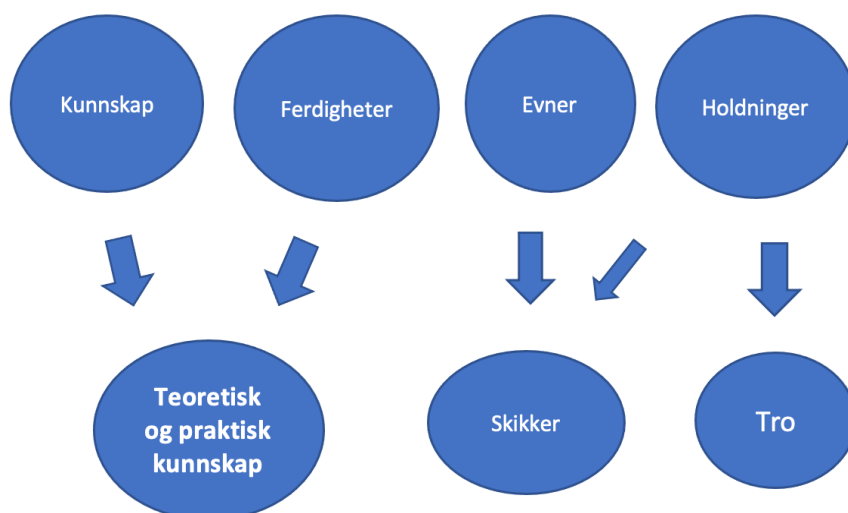 Kunnskap
Ferdigheter
Evner
Holdninger
Teoretisk
og praktisk
kunnskap
Skikker
Tro